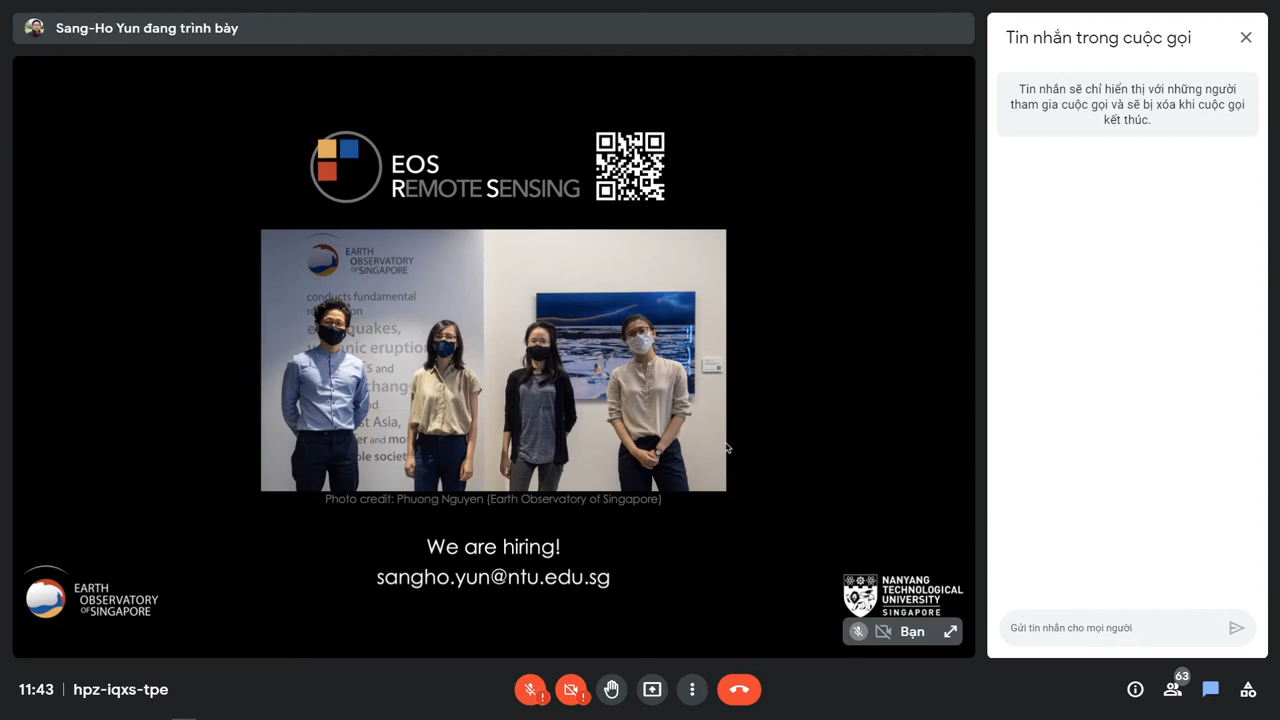 Sang-Ho Yun đang trình bày
EOS
REMOTE SENSING
EARTH
OBSERVATORY
OF SINGAPORE
conducts fundamental
earthquakes,
volcanic eruption
and
chang
st Asia,
er and mo
ble societ
Photo credit: Phuong Nguyen (Earth Observatory of Singapore)
We are hiring!
sangho.yun@ntu.edu.sg
EARTH
OBSERVATORY
OF SINGAPORE
NANYANG
TECHNOLOGICAL
UNIVERSITY
SINGAPORE
Bạn
11:43 | hpz-iqxs-tpe
Tin nhắn trong cuộc gọi
Tin nhắn sẽ chỉ hiển thị với những người
tham gia cuộc gọi và sẽ bị xóa khi cuộc gọi
kết thúc.
Gửi tin nhắn cho mọi người
63